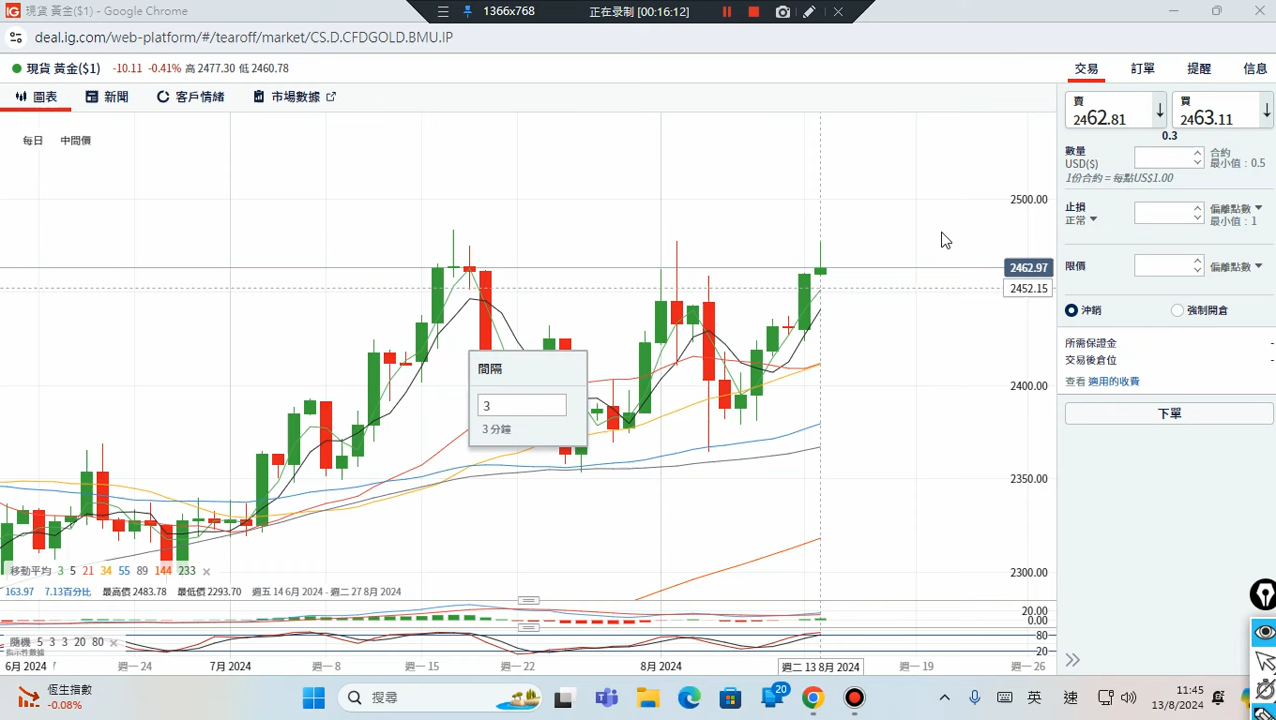 現貨 黃金($1) - Google Chrome
1366x768
正在录制 [00:16:12]
deal.ig.com/web-platform/#/tearoff/market/CS.D.CFDGOLD.BMU.IP
現貨 黃金($1) -10.11 -0.41% 高 2477.30 低 2460.78
交易 訂單 提醒 信息
圖表 新聞 客戶情緒 市場數據
每日 中間價
賣 2462.81
買 2463.11
0.3
數量 USD($) 合約 最小值 : 0.5
1份合約 = 每點US$1.00
止損 正常 偏離點數 最小值 : 1
限價 偏離點數
沖銷 強制開倉
所需保證金 -
交易後倉位 -
查看 適用的收費
下單
2500.00
2462.97
2452.15
2400.00
2350.00
2300.00
間隔
3
3 分鐘
移動平均 3 5 21 34 55 89 144 233
163.97 7.13百分比 最高價 2483.78 最低價 2293.70 週五 14 6月 2024 - 週二 27 8月 2024
20.00
0.00
隨機 5 3 3 20 80
80
20
6月 2024 週一 24 7月 2024 週一 8 週一 15 週一 22 8月 2024 週二 13 8月 2024 週一 19 週一 26
恆生指數
-0.08%
搜尋
20
英
速
11:45
13/8/2024